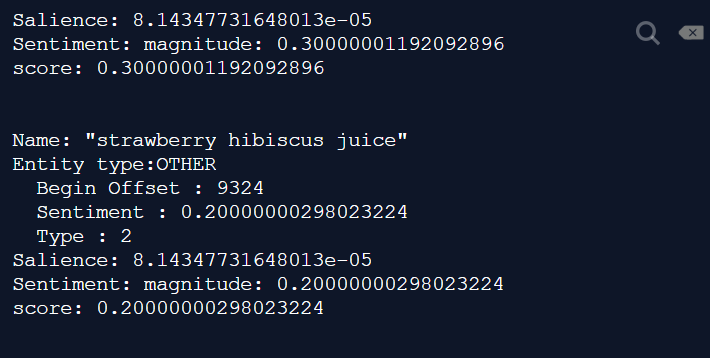 Salience: 8.14347731648013e-05
Sentiment: magnitude: 0.30000001192092896
score: 0.30000001192092896
Name: "strawberry hibiscus juice"
Entity type:OTHER
Begin Offset : 9324
Sentiment : 0.20000000298023224
Type : 2
Salience: 8.14347731648013e-05
Sentiment: magnitude: 0.20000000298023224
score: 0.20000000298023224